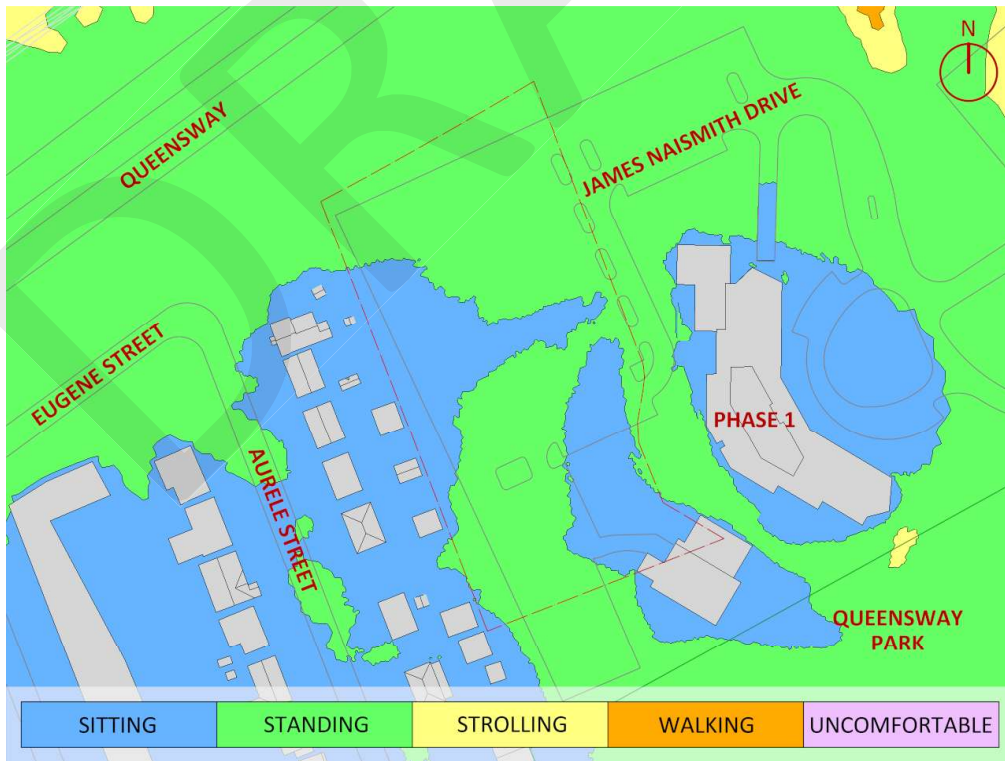 N
QUEENSWAY
JAMES NAISMITH DRIVE
EUGENE STREET
AURELE STREET
PHASE 1
QUEENSWAY
PARK
SITTING
STANDING
STROLLING
WALKING
UNCOMFORTABLE